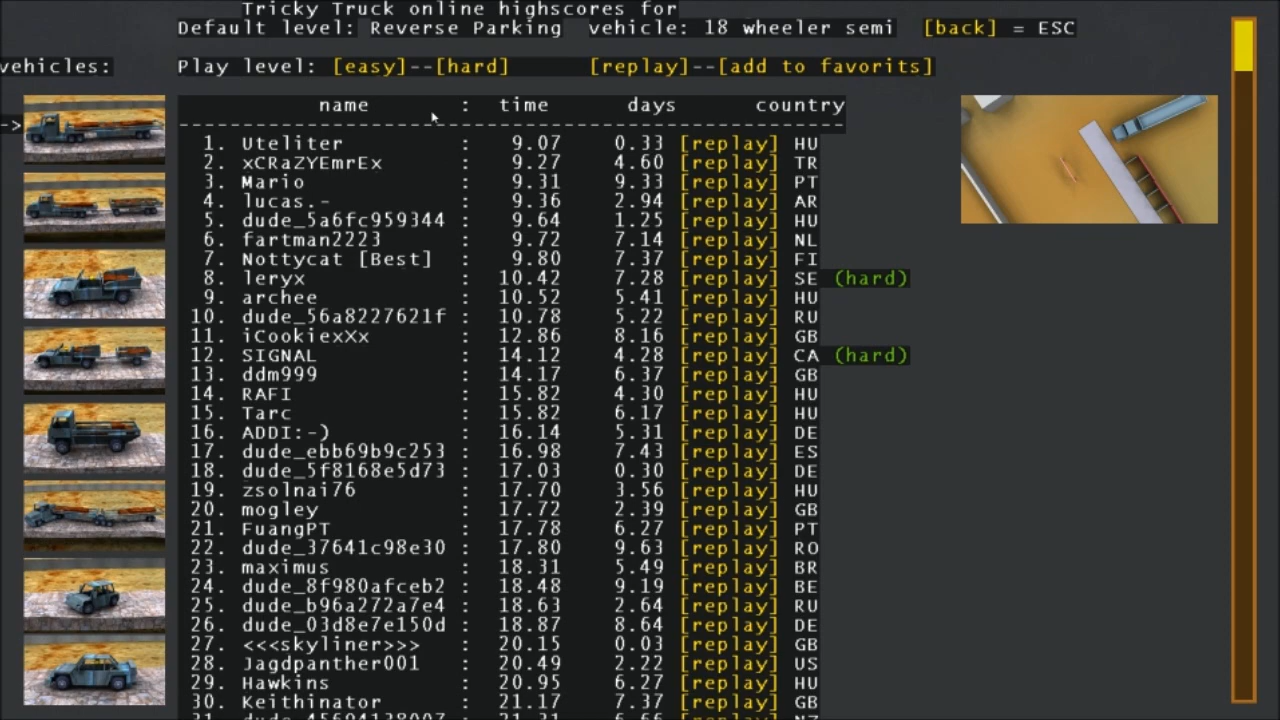 Tricky Truck online highscores for
Default level: Reverse Parking vehicle: 18 wheeler semi [back] = ESC
vehicles: Play level: [easy]--[hard] [replay]--[add to favorits]
name : time days country
->
1. Uteliter : 9.07 0.33 [replay] HU
2. xCRaZYEmrEx : 9.27 4.60 [replay] TR
3. Mario : 9.31 9.33 [replay] PT
4. lucas.- : 9.36 2.94 [replay] AR
5. dude_5a6fc959344 : 9.64 1.25 [replay] HU
6. fartman2223 : 9.72 7.14 [replay] NL
7. Nottycat [Best] : 9.80 7.37 [replay] FI
8. leryx : 10.42 7.28 [replay] SE (hard)
9. archee : 10.52 5.41 [replay] HU
10. dude_56a8227621f : 10.78 5.22 [replay] RU
11. iCookiexXx : 12.86 8.16 [replay] GB
12. SIGNAL : 14.12 4.28 [replay] CA (hard)
13. ddm999 : 14.17 6.37 [replay] GB
14. RAFI : 15.82 4.30 [replay] HU
15. Tarc : 15.82 6.17 [replay] HU
16. ADDI:-) : 16.14 5.31 [replay] DE
17. dude_ebb69b9c253 : 16.98 7.43 [replay] ES
18. dude_5f8168e5d73 : 17.03 0.30 [replay] DE
19. zsolnai76 : 17.70 3.56 [replay] HU
20. mogley : 17.72 2.39 [replay] GB
21. FuangPT : 17.78 6.27 [replay] PT
22. dude_37641c98e30 : 17.80 9.63 [replay] RO
23. maximus : 18.31 5.49 [replay] BR
24. dude_8f980afceb2 : 18.48 9.19 [replay] BE
25. dude_b96a272a7e4 : 18.63 2.64 [replay] RU
26. dude_03d8e7e150d : 18.87 8.64 [replay] DE
27. <<<skyliner>>> : 20.15 0.03 [replay] GB
28. Jagdpanther001 : 20.49 2.22 [replay] US
29. Hawkins : 20.95 6.27 [replay] HU
30. Keithinator : 21.17 7.37 [replay] GB